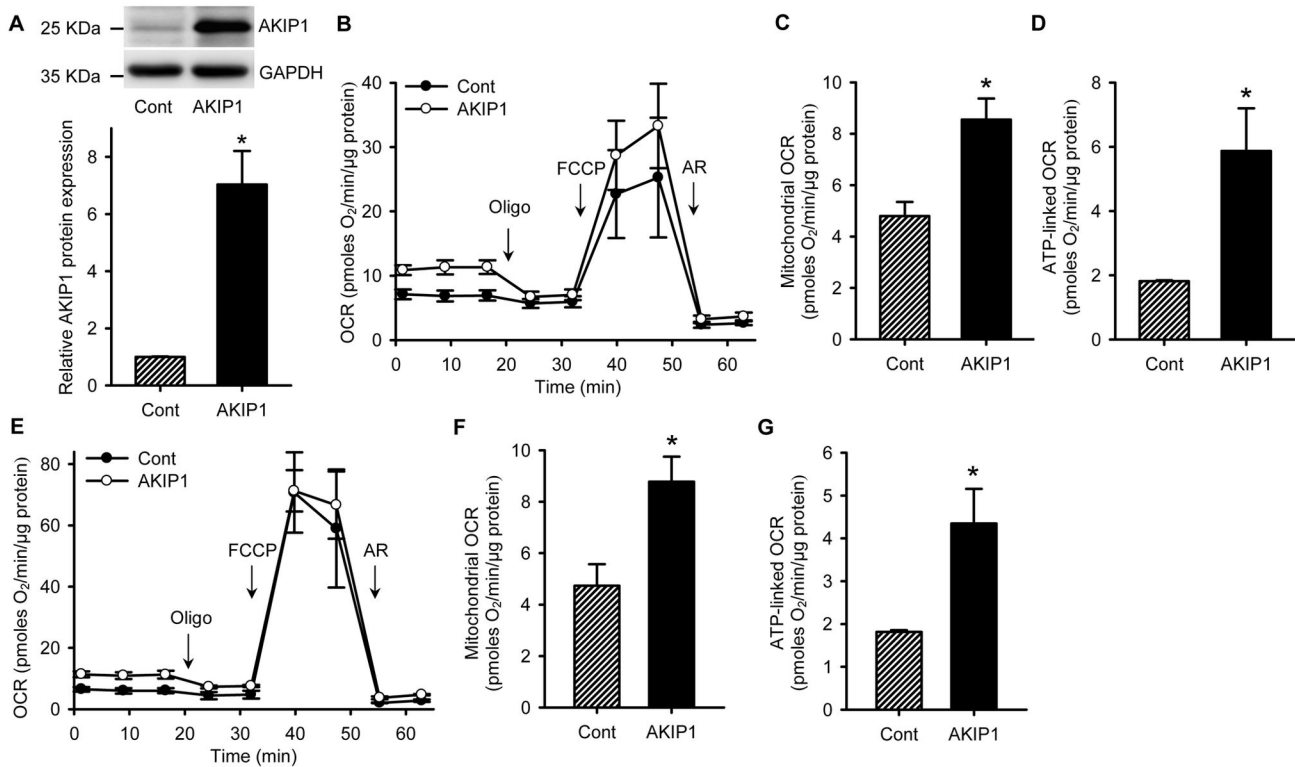 A
25 KDa
AKIP1
35 KDa
GAPDH
Cont AKIP1
Relative AKIP1 protein expression
8
6
4
2
0
*
Cont AKIP1
B
OCR (pmoles O₂/min/µg protein)
40
30
20
10
0
Cont
AKIP1
Oligo
FCCP
AR
0 10 20 30 40 50 60
Time (min)
C
Mitochondrial OCR
(pmoles O₂/min/µg protein)
10
8
6
4
2
0
*
Cont AKIP1
D
ATP-linked OCR
(pmoles O₂/min/µg protein)
8
6
4
2
0
*
Cont AKIP1
E
OCR (pmoles O₂/min/µg protein)
80
60
40
20
0
Cont
AKIP1
Oligo
FCCP
AR
0 10 20 30 40 50 60
Time (min)
F
Mitochondrial OCR
(pmoles O₂/min/µg protein)
10
8
6
4
2
0
*
Cont AKIP1
G
ATP-linked OCR
(pmoles O₂/min/µg protein)
6
5
4
3
2
1
0
*
Cont AKIP1